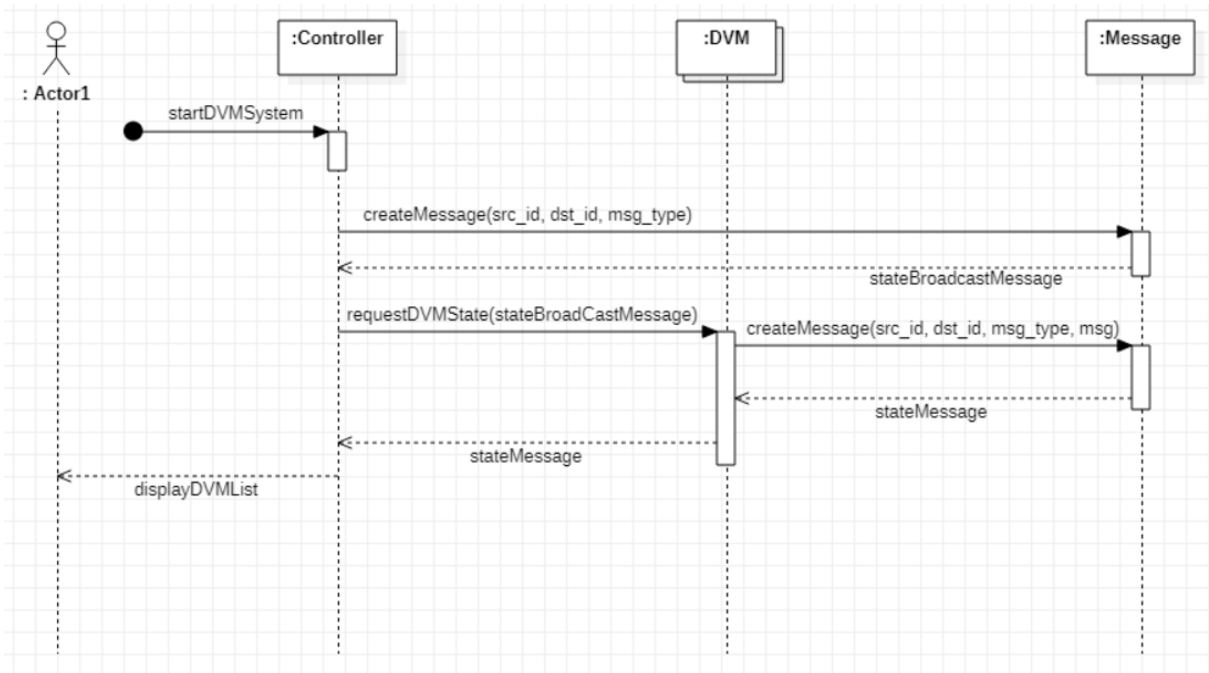 :Controller
:DVM
:Message
: Actor1
startDVMSystem
createMessage(src_id, dst_id, msg_type)
stateBroadcastMessage
requestDVMState(stateBroadCastMessage)
createMessage(src_id, dst_id, msg_type, msg)
stateMessage
stateMessage
displayDVMList